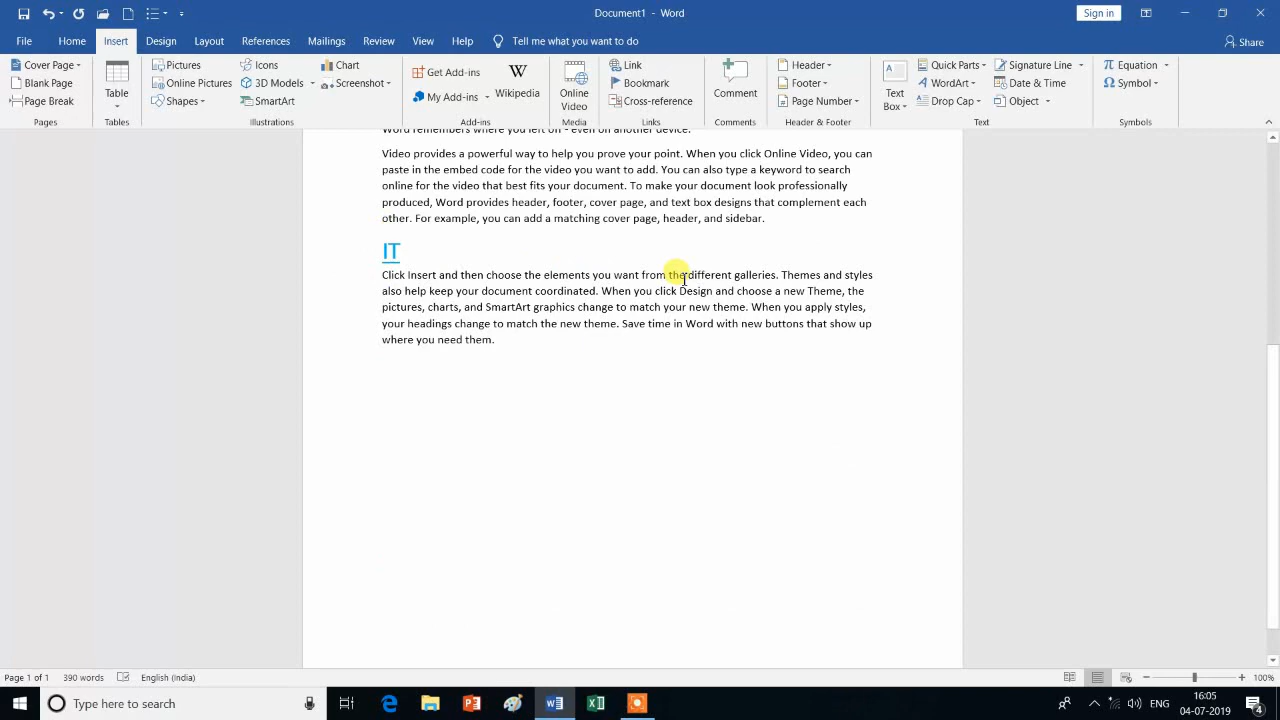 Document1 - Word
Sign in
File Home Insert Design Layout References Mailings Review View Help Tell me what you want to do Share
Cover Page
Blank Page
Page Break
Pages
Table
Tables
Pictures
Online Pictures
Shapes
Icons
3D Models
SmartArt
Chart
Screenshot
Illustrations
Get Add-ins
My Add-ins
Wikipedia
Add-ins
Online
Video
Media
Link
Bookmark
Cross-reference
Links
Comment
Comments
Header
Footer
Page Number
Header & Footer
Text
Box
Quick Parts
WordArt
Drop Cap
Signature Line
Date & Time
Object
Text
Equation
Symbol
Symbols
Word remembers where you left off - even on another device.
Video provides a powerful way to help you prove your point. When you click Online Video, you can
paste in the embed code for the video you want to add. You can also type a keyword to search
online for the video that best fits your document. To make your document look professionally
produced, Word provides header, footer, cover page, and text box designs that complement each
other. For example, you can add a matching cover page, header, and sidebar.
IT
Click Insert and then choose the elements you want from the different galleries. Themes and styles
also help keep your document coordinated. When you click Design and choose a new Theme, the
pictures, charts, and SmartArt graphics change to match your new theme. When you apply styles,
your headings change to match the new theme. Save time in Word with new buttons that show up
where you need them.
Page 1 of 1 390 words English (India) 100%
Type here to search
ENG
16:05
04-07-2019
4